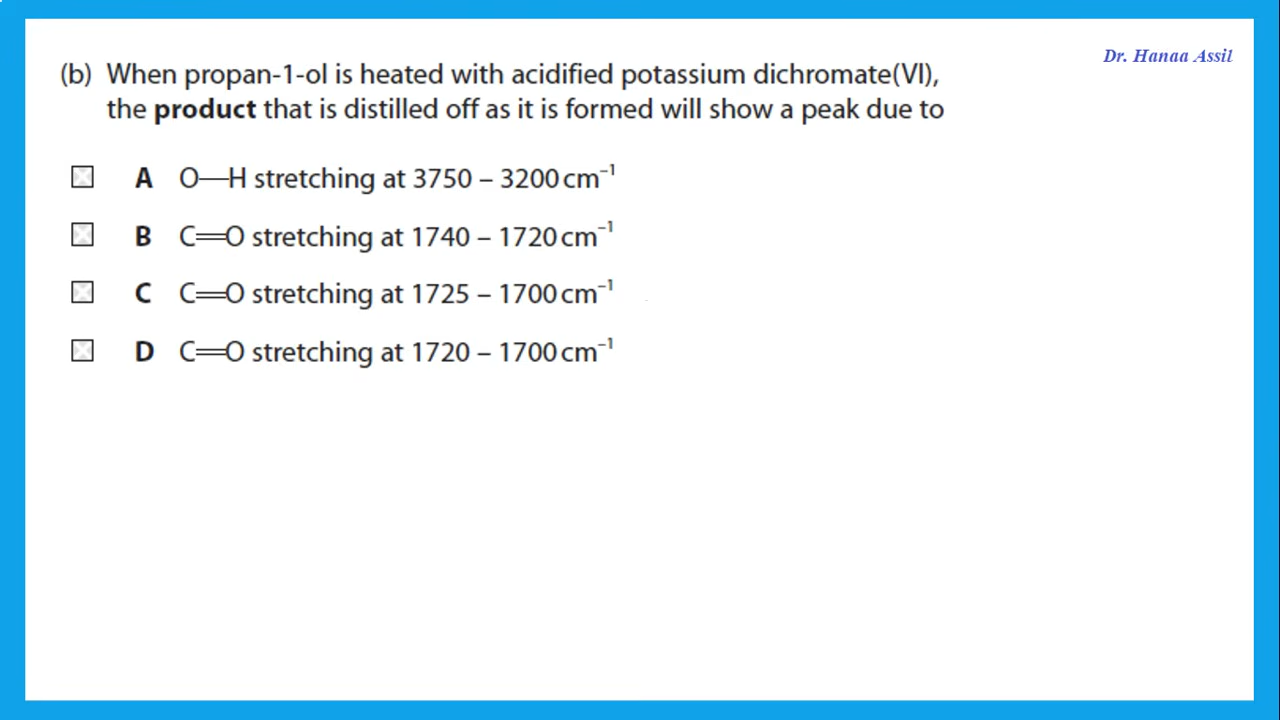 Dr. Hanaa Assil
(b) When propan-1-ol is heated with acidified potassium dichromate(VI),
the product that is distilled off as it is formed will show a peak due to
A O—H stretching at 3750 – 3200 cm⁻¹
B C=O stretching at 1740 – 1720 cm⁻¹
C C=O stretching at 1725 – 1700 cm⁻¹
D C=O stretching at 1720 – 1700 cm⁻¹